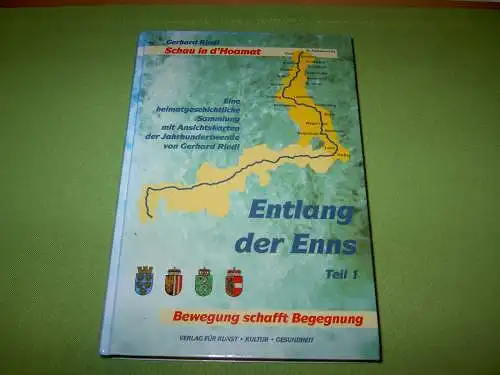 Gerhard Riedl
Schau in d'Hoamat
Eine
heimatgeschichtliche
Sammlung
mit Ansichtskarten
der Jahrhundertwende
von Gerhard Riedl
Entlang
der Enns
Teil 1
Bewegung schafft Begegnung
VERLAG FÜR KUNST • KULTUR • GESUNDHEIT